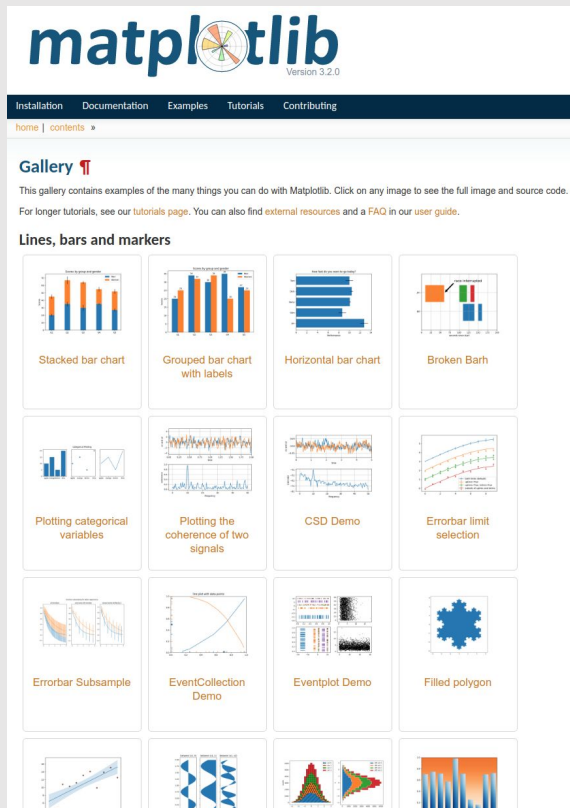 matplotlib
Version 3.2.0
Installation Documentation Examples Tutorials Contributing
home | contents »
Gallery ¶
This gallery contains examples of the many things you can do with Matplotlib. Click on any image to see the full image and source code.
For longer tutorials, see our tutorials page. You can also find external resources and a FAQ in our user guide.
Lines, bars and markers
Stacked bar chart
Grouped bar chart
with labels
Horizontal bar chart
Broken Barh
Plotting categorical
variables
Plotting the
coherence of two
signals
CSD Demo
Errorbar limit
selection
Errorbar Subsample
EventCollection
Demo
Eventplot Demo
Filled polygon